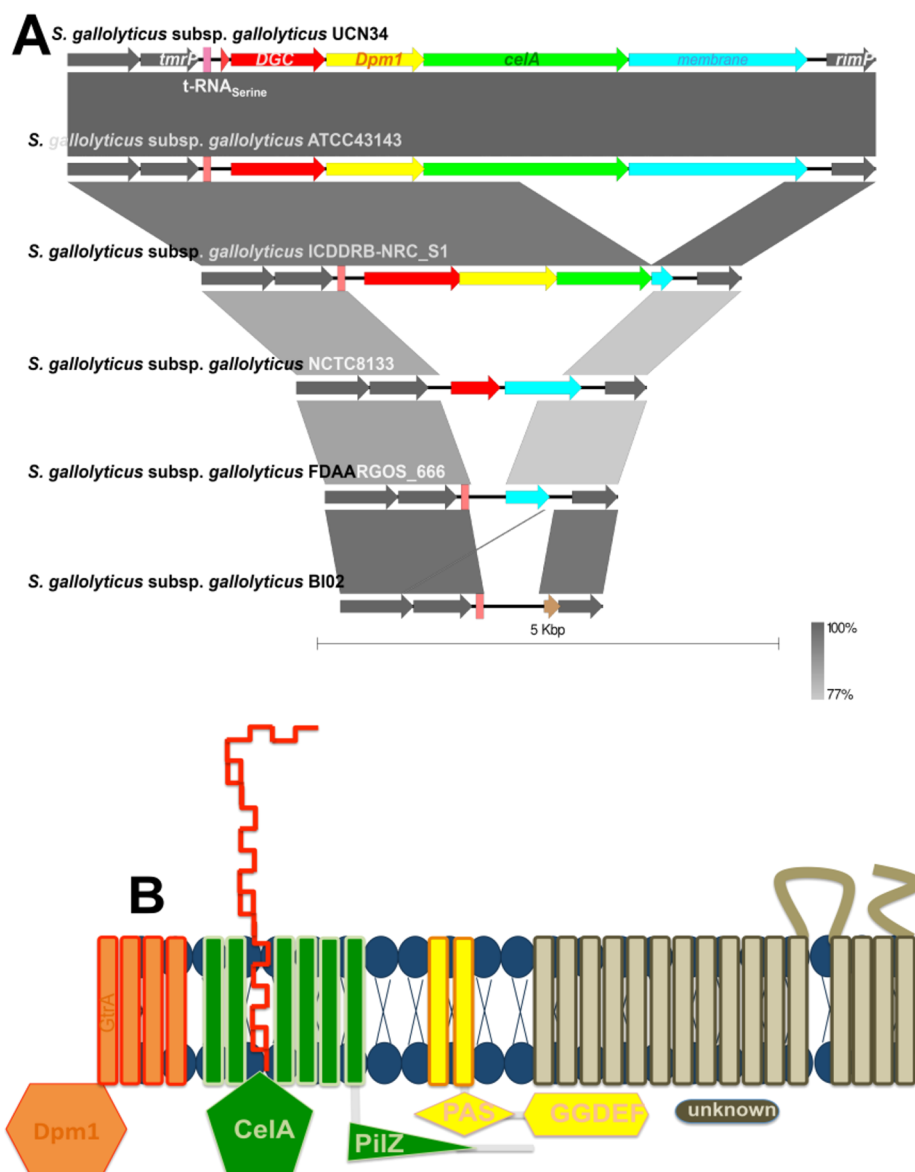 A
S. gallolyticus subsp. gallolyticus UCN34
tmrP DGC Dpm1 celA membrane rimP
t-RNASerine
S. gallolyticus subsp. gallolyticus ATCC43143
S. gallolyticus subsp. gallolyticus ICDDRB-NRC_S1
S. gallolyticus subsp. gallolyticus NCTC8133
S. gallolyticus subsp. gallolyticus FDAARGOS_666
S. gallolyticus subsp. gallolyticus BI02
5 Kbp
100%
77%
B
GtrA
Dpm1
CelA
PilZ
PAS
GGDEF
unknown